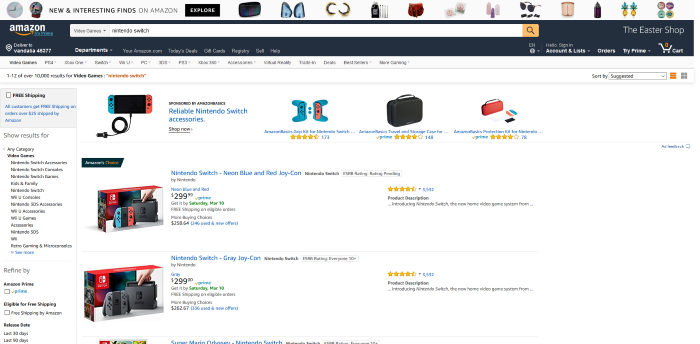 NEW & INTERESTING FINDS ON AMAZON
EXPLORE
amazon
Try Prime
Video Games
nintendo switch
The Easter Shop
Deliver to
vandalia 48377
Departments
Your Amazon.com
Today's Deals
Gift Cards
Registry
Sell
Help
EN
Hello, Sign in
Account & Lists
Orders
Try Prime
0
Cart
Video Games
PS4
Xbox One
Switch
Wii U
PC
3DS
PS3
Xbox 360
Accessories
Virtual Reality
Trade-In
Deals
Best Sellers
More Gaming
1-12 of over 10,000 results for Video Games : "nintendo switch"
Sort by
Suggested
FREE Shipping
All customers get FREE Shipping on
orders over $25 shipped by
Amazon
Show results for
Any Category
Video Games
Nintendo Switch Accessories
Nintendo Switch Consoles
Nintendo Switch Games
Kids & Family
Nintendo Switch
Wii U Consoles
Nintendo 3DS Accessories
Wii U Accessories
Wii U Games
Accessories
Nintendo 3DS
Wii
Retro Gaming & Microconsoles
See more
Refine by
Amazon Prime
prime
Eligible for Free Shipping
Free Shipping by Amazon
Release Date
Last 30 days
Last 90 days
SPONSORED BY AMAZONBASICS
Reliable Nintendo Switch
accessories.
Shop now ›
AmazonBasics Grip Kit for Nintendo Switch ...
173
AmazonBasics Travel and Storage Case for ...
prime
148
AmazonBasics Protection Kit for Nintendo ...
prime
78
Ad feedback
Amazon's Choice
Nintendo Switch - Neon Blue and Red Joy-Con
Nintendo Switch
ESRB Rating: Rating Pending
by Nintendo
Neon Blue and Red
$299 99
prime
Get it by Saturday, Mar 10
FREE Shipping on eligible orders
More Buying Choices
$258.64 (346 used & new offers)
Product Description
... Introducing Nintendo Switch, the new home video game system from ...
Nintendo Switch - Gray Joy-Con
Nintendo Switch
ESRB Rating: Everyone 10+
by Nintendo
Gray
$299 00
prime
Get it by Saturday, Mar 10
FREE Shipping on eligible orders
More Buying Choices
$262.67 (306 used & new offers)
Product Description
... Introducing Nintendo Switch, the new home video game system from ...
Super Mario Odyssey - Nintendo Switch
Nintendo Switch
ESRB Rating: Everyone 10+